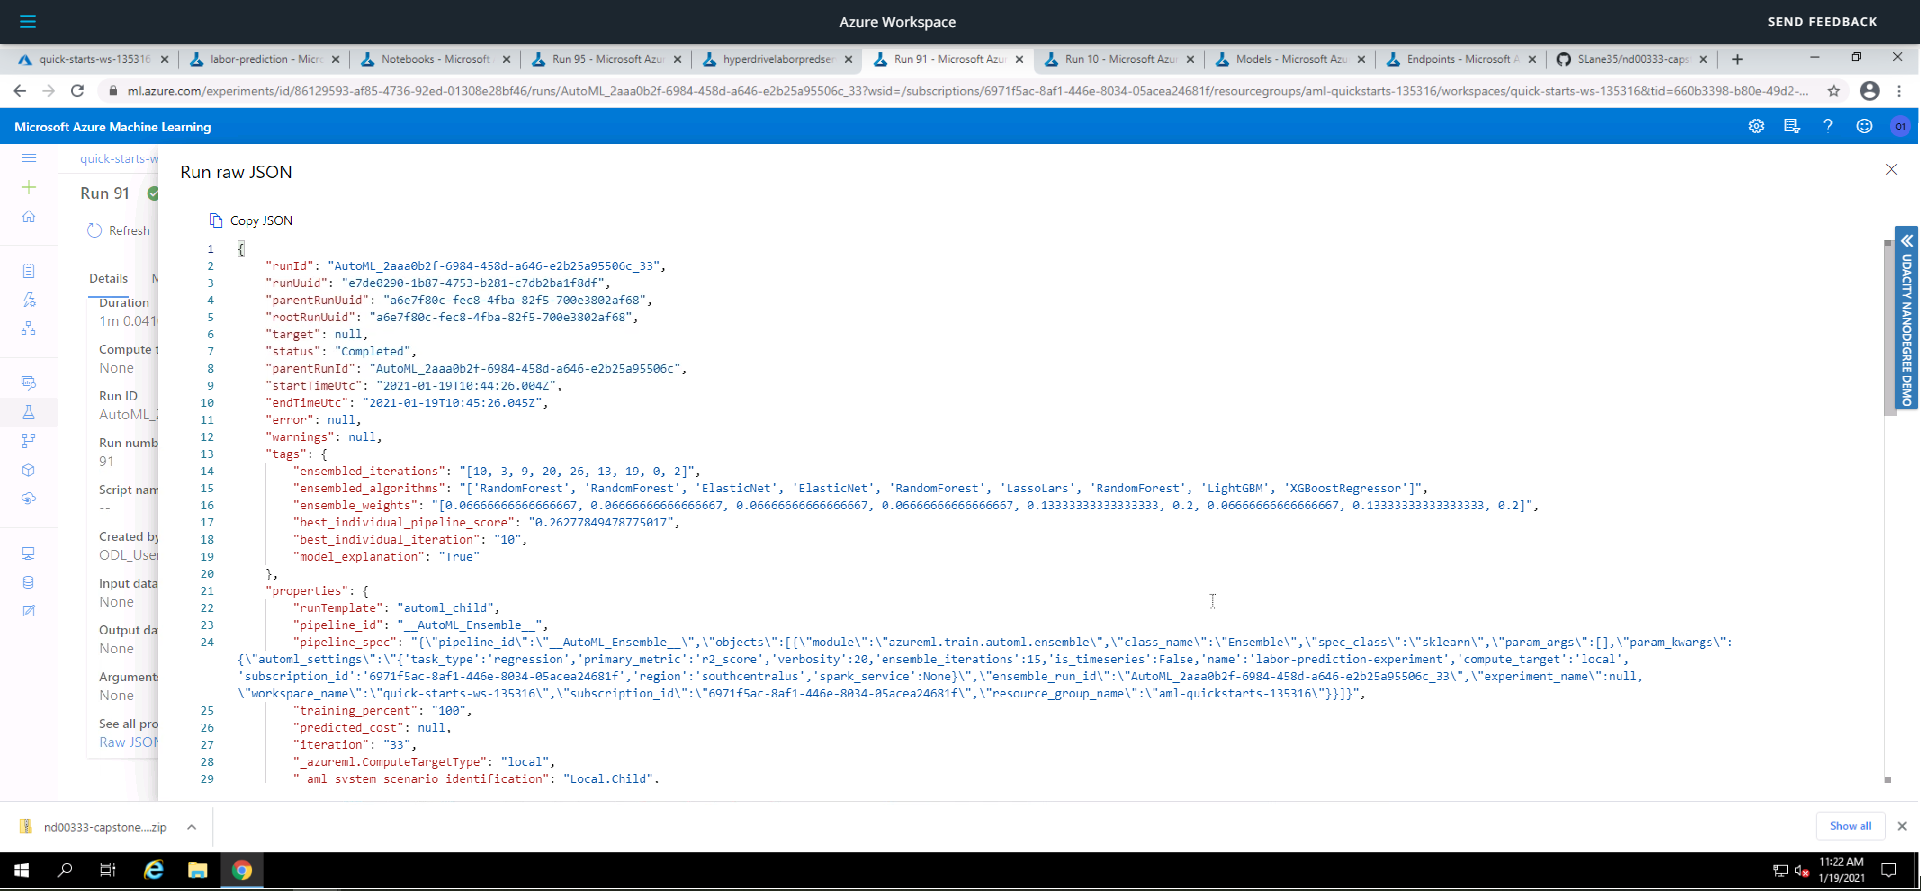 Azure Workspace
SEND FEEDBACK
quick-starts-ws-135316
labor-prediction - Micro
Notebooks - Microsoft
Run 95 - Microsoft Azur
hyperdrivelaborpredser
Run 91 - Microsoft Azur
Run 10 - Microsoft Azur
Models - Microsoft Azu
Endpoints - Microsoft A
SLane35/nd00333-caps
ml.azure.com/experiments/id/86129593-af85-4736-92ed-01308e28bf46/runs/AutoML_2aaa0b2f-6984-458d-a646-e2b25a95506c_33?wsid=/subscriptions/6971f5ac-8af1-446e-8034-05acea24681f/resourcegroups/aml-quickstarts-135316/workspaces/quick-starts-ws-135316&tid=660b3398-b80e-49d2-...
Microsoft Azure Machine Learning
01
quick-starts-w
Run 91
Refresh
Details
Duration
1m 0.041
Compute t
None
Run ID
AutoML_2
Run numb
91
Script nam
--
Created by
ODL_User
Input data
None
Output da
None
Argument
None
See all pro
Raw JSON
Run raw JSON
Copy JSON
1 {
2 "runId": "AutoML_2aaa0b2f-6984-458d-a646-e2b25a95506c_33",
3 "runUuid": "e7de0290-1b87-4753-b281-c7db2ba1f8df",
4 "parentRunUuid": "a6e7f80c-fec8-4fba-82f5-700e3802af68",
5 "rootRunUuid": "a6e7f80c-fec8-4fba-82f5-700e3802af68",
6 "target": null,
7 "status": "Completed",
8 "parentRunId": "AutoML_2aaa0b2f-6984-458d-a646-e2b25a95506c",
9 "startTimeUtc": "2021-01-19T10:44:26.004Z",
10 "endTimeUtc": "2021-01-19T10:45:26.045Z",
11 "error": null,
12 "warnings": null,
13 "tags": {
14 "ensembled_iterations": "[10, 3, 9, 20, 26, 13, 19, 0, 2]",
15 "ensembled_algorithms": "['RandomForest', 'RandomForest', 'ElasticNet', 'ElasticNet', 'RandomForest', 'LassoLars', 'RandomForest', 'LightGBM', 'XGBoostRegressor']",
16 "ensemble_weights": "[0.06666666666666667, 0.06666666666666667, 0.06666666666666667, 0.06666666666666667, 0.13333333333333333, 0.2, 0.06666666666666667, 0.13333333333333333, 0.2]",
17 "best_individual_pipeline_score": "0.26277849478775017",
18 "best_individual_iteration": "10",
19 "model_explanation": "True"
20 },
21 "properties": {
22 "runTemplate": "automl_child",
23 "pipeline_id": "__AutoML_Ensemble__",
24 "pipeline_spec": "{\"pipeline_id\":\"__AutoML_Ensemble__\",\"objects\":[{\"module\":\"azureml.train.automl.ensemble\",\"class_name\":\"Ensemble\",\"spec_class\":\"sklearn\",\"param_args\":[],\"param_kwargs\":
{\"automl_settings\":\"{'task_type':'regression','primary_metric':'r2_score','verbosity':20,'ensemble_iterations':15,'is_timeseries':False,'name':'labor-prediction-experiment','compute_target':'local',
'subscription_id':'6971f5ac-8af1-446e-8034-05acea24681f','region':'southcentralus','spark_service':None}\",\"ensemble_run_id\":\"AutoML_2aaa0b2f-6984-458d-a646-e2b25a95506c_33\",\"experiment_name\":null,
\"workspace_name\":\"quick-starts-ws-135316\",\"subscription_id\":\"6971f5ac-8af1-446e-8034-05acea24681f\",\"resource_group_name\":\"aml-quickstarts-135316\"}}]}",
25 "training_percent": "100",
26 "predicted_cost": null,
27 "iteration": "33",
28 "_azureml.ComputeTargetType": "local",
29 "_aml_system_scenario_identification": "Local.Child",
UDACITY NANODEGREE DEMO
nd00333-capstone....zip
Show all
11:22 AM
1/19/2021